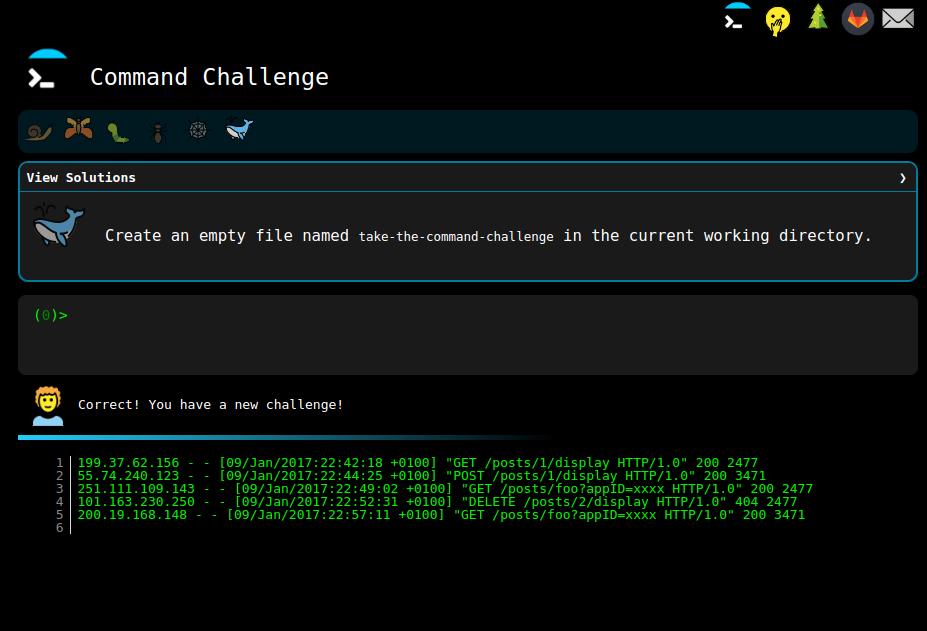 Command Challenge
View Solutions ❯
Create an empty file named take-the-command-challenge in the current working directory.
(0)>
Correct! You have a new challenge!
1 199.37.62.156 - - [09/Jan/2017:22:42:18 +0100] "GET /posts/1/display HTTP/1.0" 200 2477
2 55.74.240.123 - - [09/Jan/2017:22:44:25 +0100] "POST /posts/1/display HTTP/1.0" 200 3471
3 251.111.109.143 - - [09/Jan/2017:22:49:02 +0100] "GET /posts/foo?appID=xxxx HTTP/1.0" 200 2477
4 101.163.230.250 - - [09/Jan/2017:22:52:31 +0100] "DELETE /posts/2/display HTTP/1.0" 404 2477
5 200.19.168.148 - - [09/Jan/2017:22:57:11 +0100] "GET /posts/foo?appID=xxxx HTTP/1.0" 200 3471
6